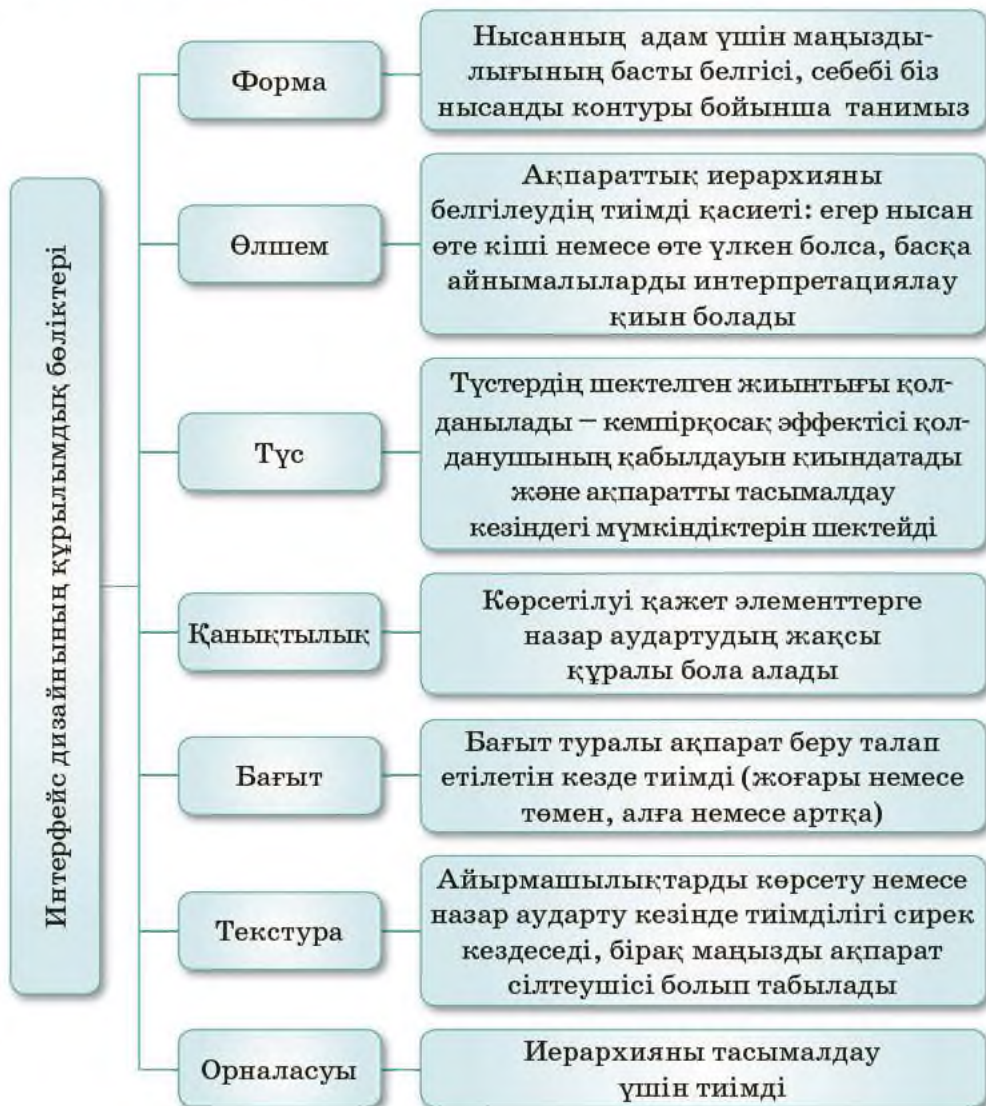 Интерфейс дизайнының құрылымдық бөліктері
Форма
Нысанның адам үшін маңызды-
лығының басты белгісі, себебі біз
нысанды контуры бойынша танимыз
Өлшем
Ақпараттық иерархияны
белгілеудің тиімді қасиеті: егер нысан
өте кіші немесе өте үлкен болса, басқа
айнымалыларды интерпретациялау
қиын болады
Түс
Түстердің шектелген жиынтығы қол-
данылады – кемпірқосақ эффектісі қол-
данушының қабылдауын қиындатады
және ақпаратты тасымалдау
кезіндегі мүмкіндіктерін шектейді
Қанықтылық
Көрсетілуі қажет элементтерге
назар аудартудың жақсы
құралы бола алады
Бағыт
Бағыт туралы ақпарат беру талап
етілетін кезде тиімді (жоғары немесе
төмен, алға немесе артқа)
Текстура
Айырмашылықтарды көрсету немесе
назар аударту кезінде тиімділігі сирек
кездеседі, бірақ маңызды ақпарат
сілтеушісі болып табылады
Орналасуы
Иерархияны тасымалдау
үшін тиімді